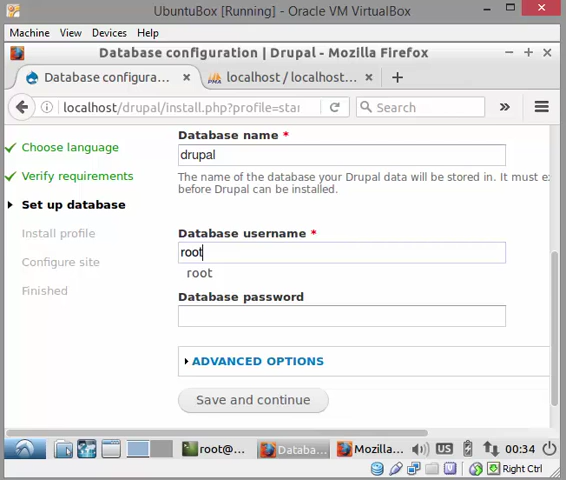 UbuntuBox [Running] - Oracle VM VirtualBox
Machine View Devices Help
Database configuration | Drupal - Mozilla Firefox
Database configura... localhost / localhost...
PMA
localhost/drupal/install.php?profile=star
Search
Choose language
Verify requirements
Set up database
Install profile
Configure site
Finished
Database name *
drupal
The name of the database your Drupal data will be stored in. It must ex
before Drupal can be installed.
Database username *
root
root
Database password
ADVANCED OPTIONS
Save and continue
root@... Databa... Mozilla... US 00:34
Right Ctrl